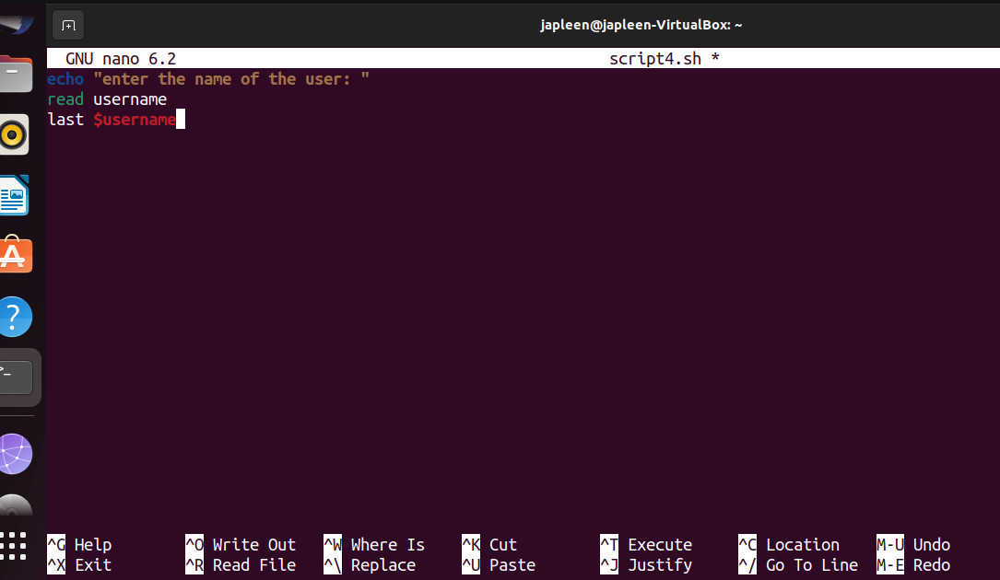 japleen@japleen-VirtualBox: ~
GNU nano 6.2 script4.sh *
echo "enter the name of the user: "
read username
last $username
^G Help ^O Write Out ^W Where Is ^K Cut ^T Execute ^C Location M-U Undo
^X Exit ^R Read File ^\ Replace ^U Paste ^J Justify ^/ Go To Line M-E Redo